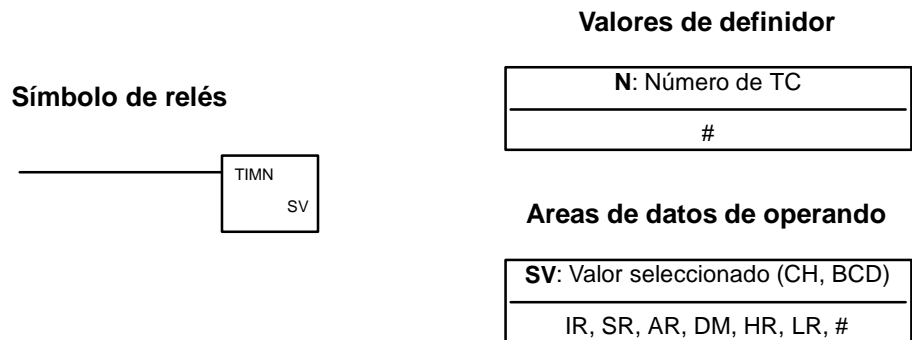 Valores de definidor
N: Número de TC
#
Símbolo de relés
TIMN
SV
Areas de datos de operando
SV: Valor seleccionado (CH, BCD)
IR, SR, AR, DM, HR, LR, #